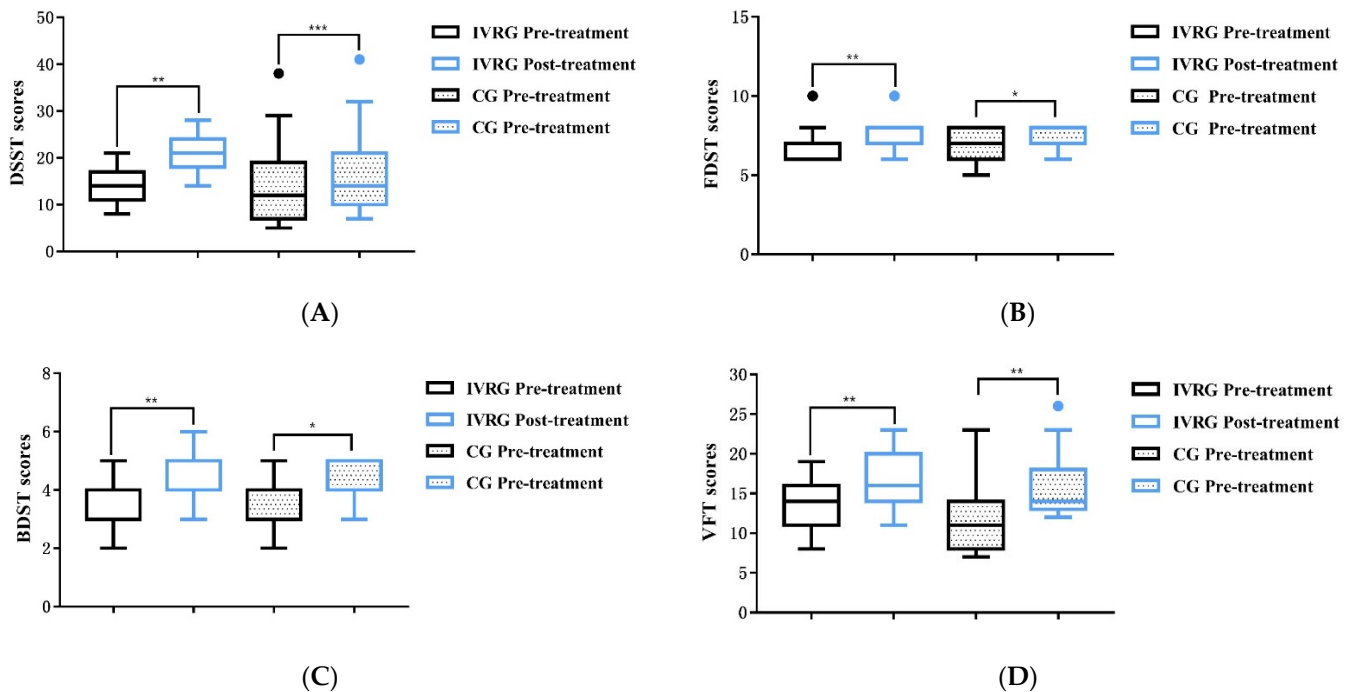 50
40
30
20
10
0
DSST scores
**
***
IVRG Pre-treatment
IVRG Post-treatment
CG Pre-treatment
CG Pre-treatment
(A)
15
10
5
0
FDST scores
**
*
IVRG Pre-treatment
IVRG Post-treatment
CG Pre-treatment
CG Pre-treatment
(B)
8
6
4
2
0
BDST scores
**
*
IVRG Pre-treatment
IVRG Post-treatment
CG Pre-treatment
CG Pre-treatment
(C)
30
25
20
15
10
5
0
VFT scores
**
**
IVRG Pre-treatment
IVRG Post-treatment
CG Pre-treatment
CG Pre-treatment
(D)